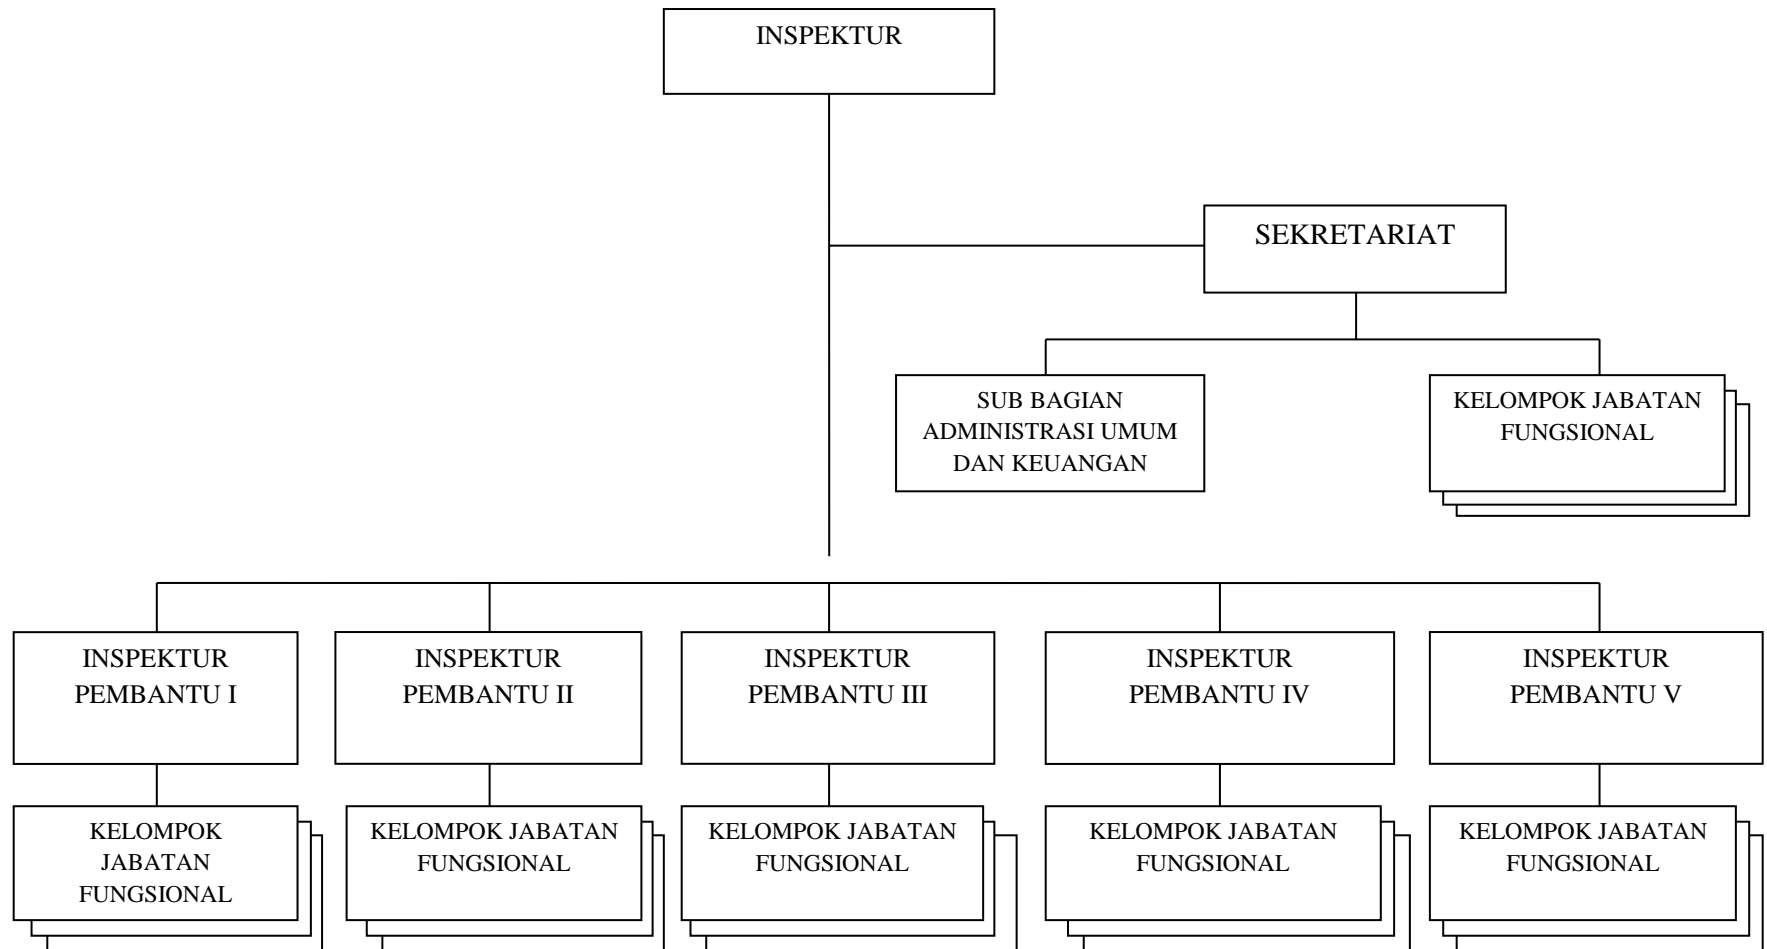 INSPEKTUR
SEKRETARIAT
SUB BAGIAN
ADMINISTRASI UMUM
DAN KEUANGAN
KELOMPOK JABATAN
FUNGSIONAL
INSPEKTUR
PEMBANTU I
INSPEKTUR
PEMBANTU II
INSPEKTUR
PEMBANTU III
INSPEKTUR
PEMBANTU IV
INSPEKTUR
PEMBANTU V
KELOMPOK
JABATAN
FUNGSIONAL
KELOMPOK JABATAN
FUNGSIONAL
KELOMPOK JABATAN
FUNGSIONAL
KELOMPOK JABATAN
FUNGSIONAL
KELOMPOK JABATAN
FUNGSIONAL